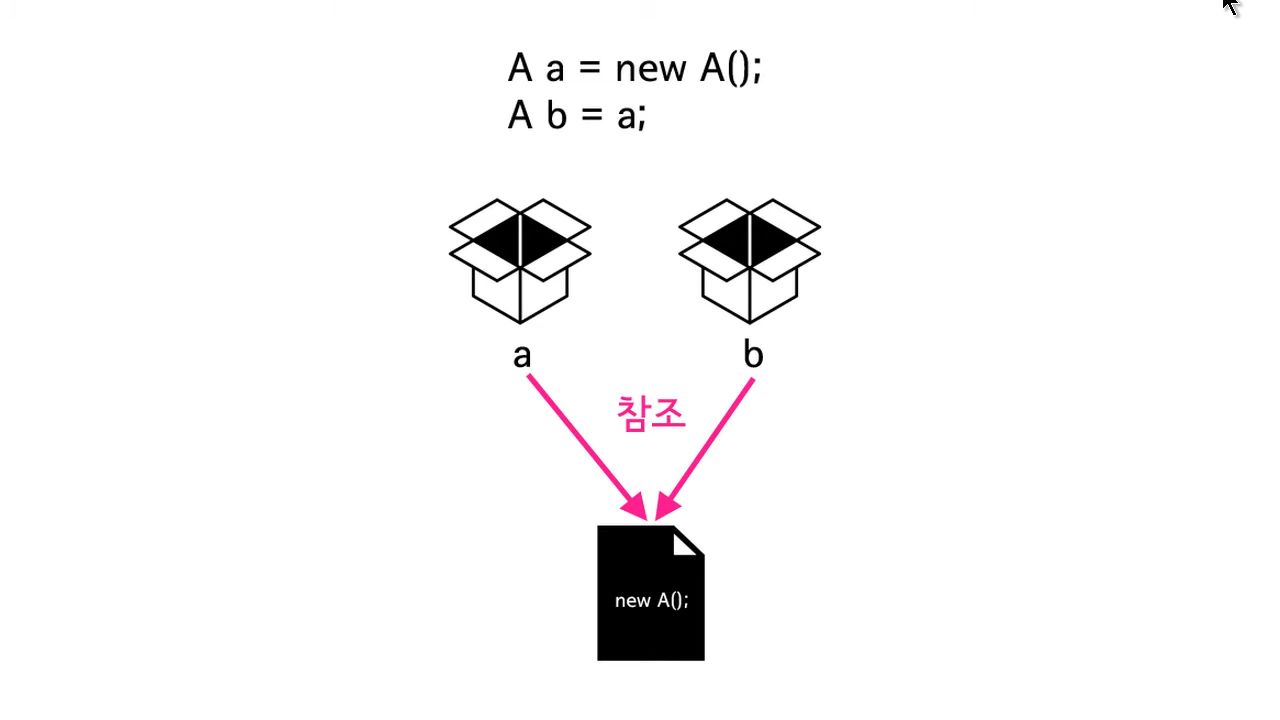 A a = new A();
A b = a;
a
b
참조
new A();